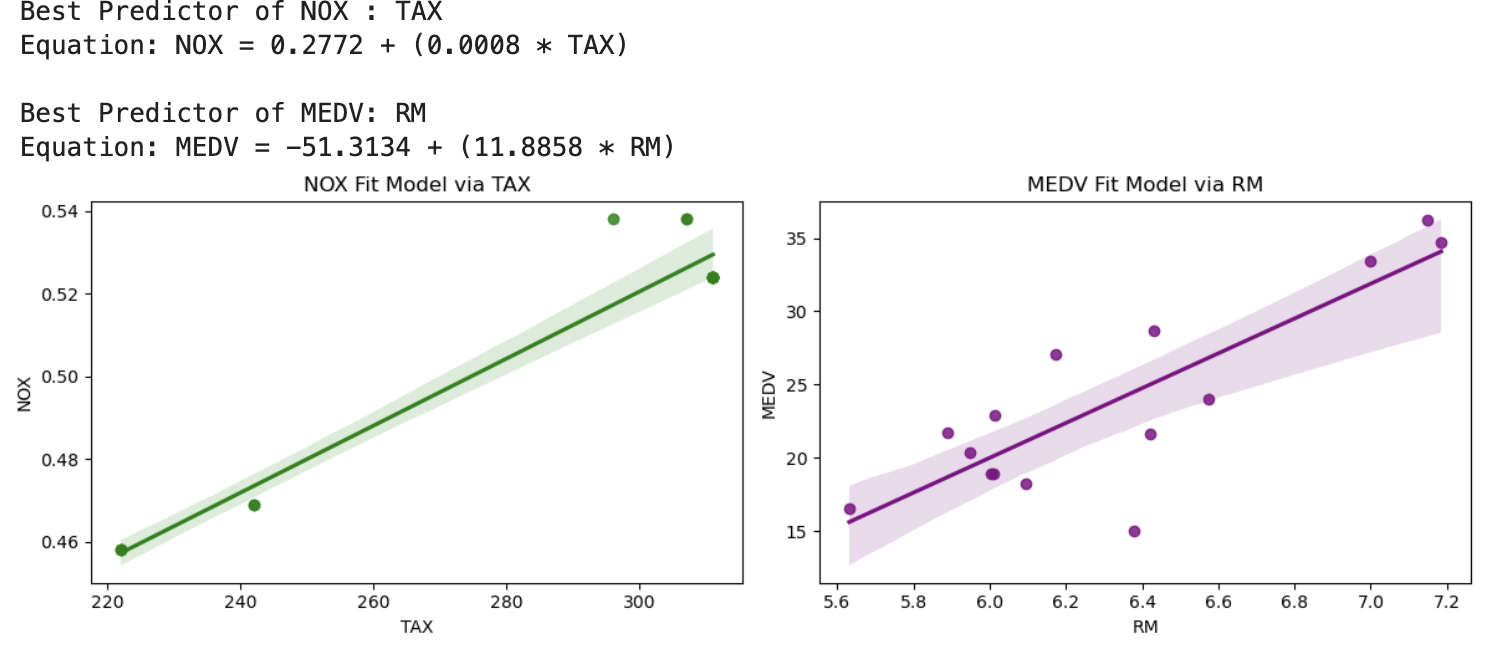 Best Predictor of NOX : TAX
Equation: NOX = 0.2772 + (0.0008 * TAX)
Best Predictor of MEDV: RM
Equation: MEDV = −51.3134 + (11.8858 * RM)
NOX Fit Model via TAX
0.54
0.52
0.50
0.48
0.46
NOX
220 240 260 280 300
TAX
MEDV Fit Model via RM
35
30
25
20
15
MEDV
5.6 5.8 6.0 6.2 6.4 6.6 6.8 7.0 7.2
RM